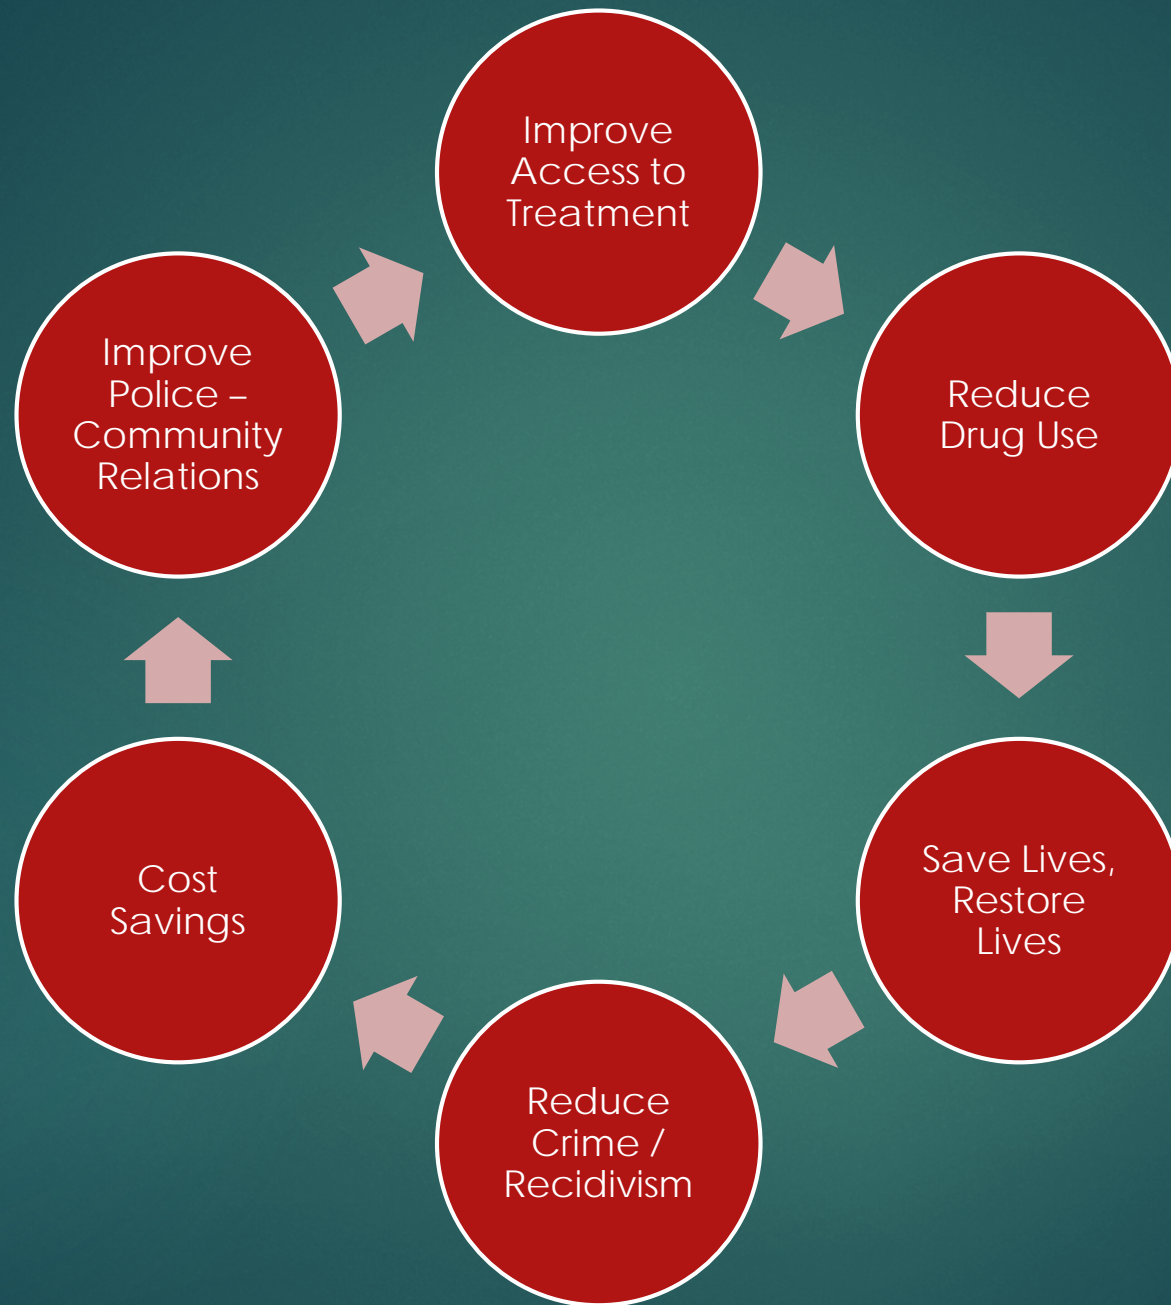 Improve
Access to
Treatment
Reduce
Drug Use
Save Lives,
Restore
Lives
Reduce
Crime /
Recidivism
Cost
Savings
Improve
Police –
Community
Relations